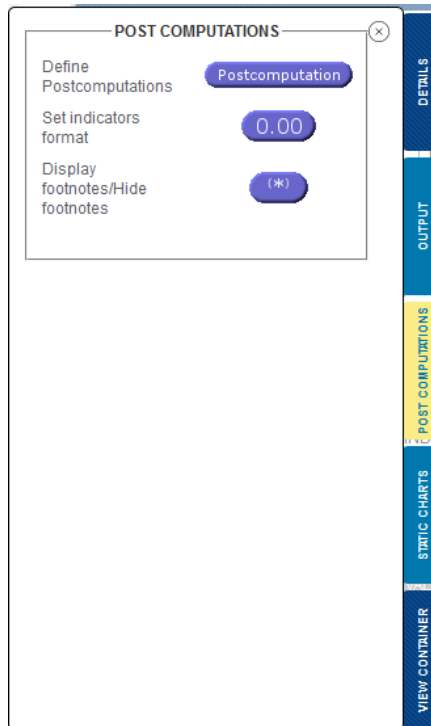 POST COMPUTATIONS
Define
Postcomputations
Postcomputation
Set indicators
format
0.00
Display
footnotes/Hide
footnotes
(*)
DETAILS
OUTPUT
POST COMPUTATIONS
STATIC CHARTS
VIEW CONTAINER